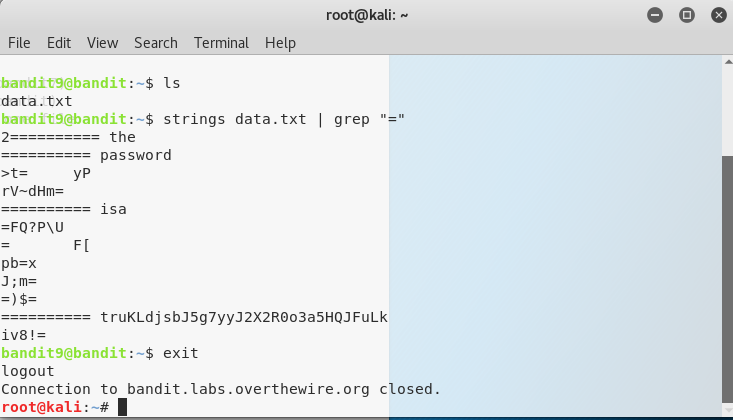 root@kali: ~
File Edit View Search Terminal Help
bandit9@bandit:~$ ls
data.txt
bandit9@bandit:~$ strings data.txt | grep "="
2========== the
========== password
>t=     yP
rV~dHm=
========== isa
=FQ?P\U
=       F[
pb=x
J;m=
=)$=
========== truKLdjsbJ5g7yyJ2X2R0o3a5HQJFuLk
iv8!=
bandit9@bandit:~$ exit
logout
Connection to bandit.labs.overthewire.org closed.
root@kali:~#